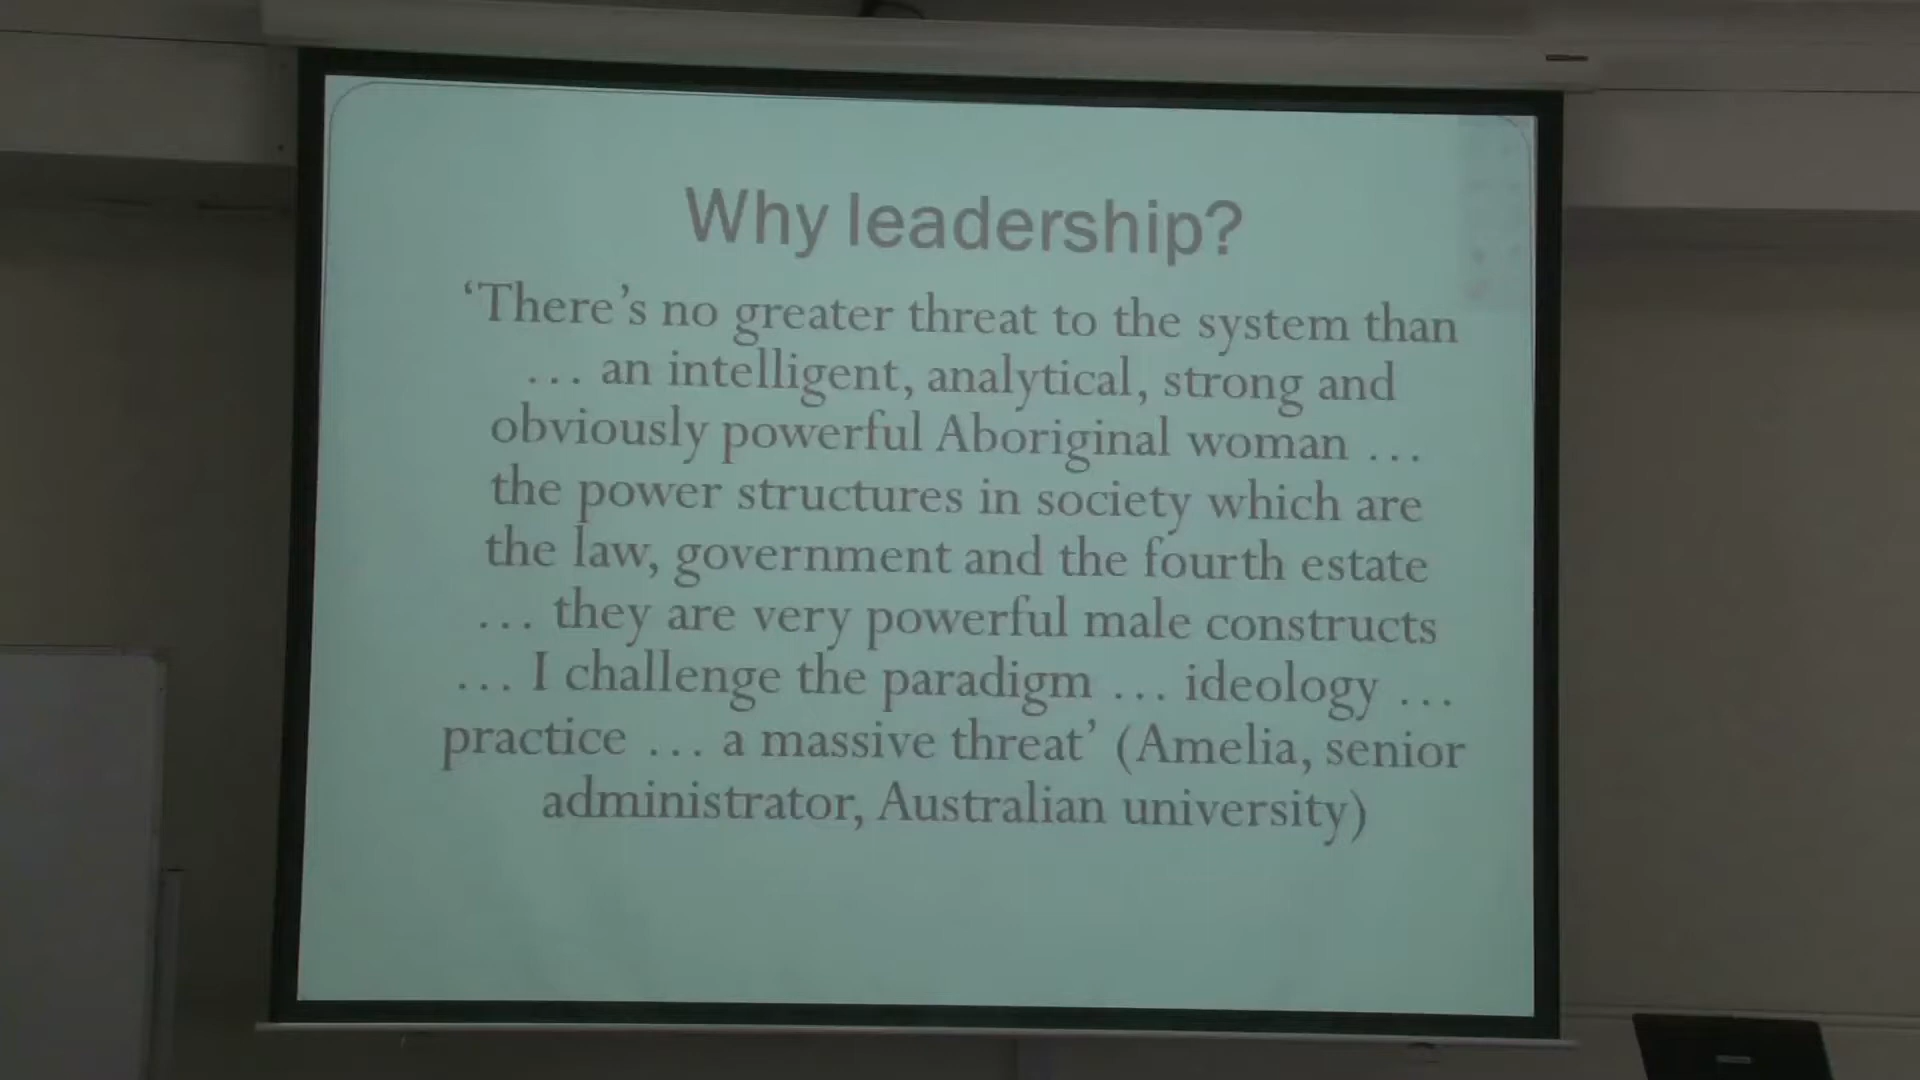 Why leadership?
‘There’s no greater threat to the system than
… an intelligent, analytical, strong and
obviously powerful Aboriginal woman …
the power structures in society which are
the law, government and the fourth estate
… they are very powerful male constructs
… I challenge the paradigm … ideology …
practice … a massive threat’ (Amelia, senior
administrator, Australian university)